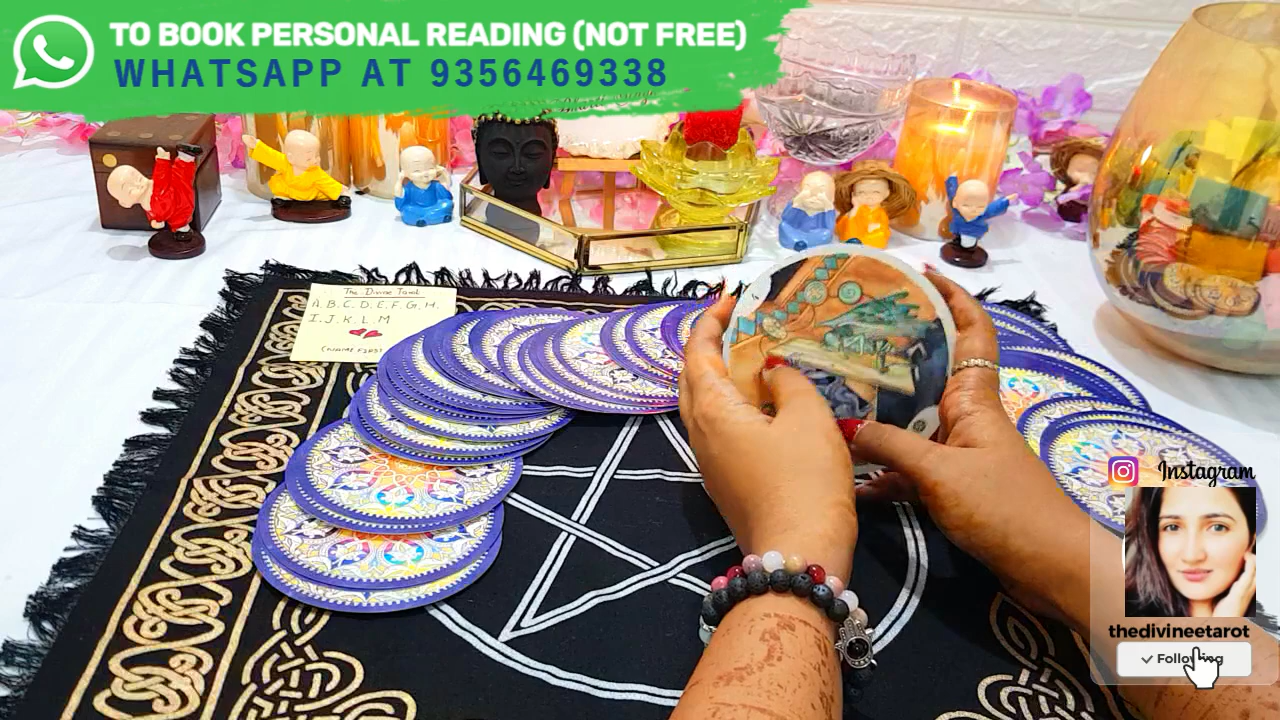 TO BOOK PERSONAL READING (NOT FREE)
WHATSAPP AT 9356469338
The Divine Tarot
A, B, C, D, E, F, G, H,
I, J, K, L, M
Instagram
thedivineetarot
Following